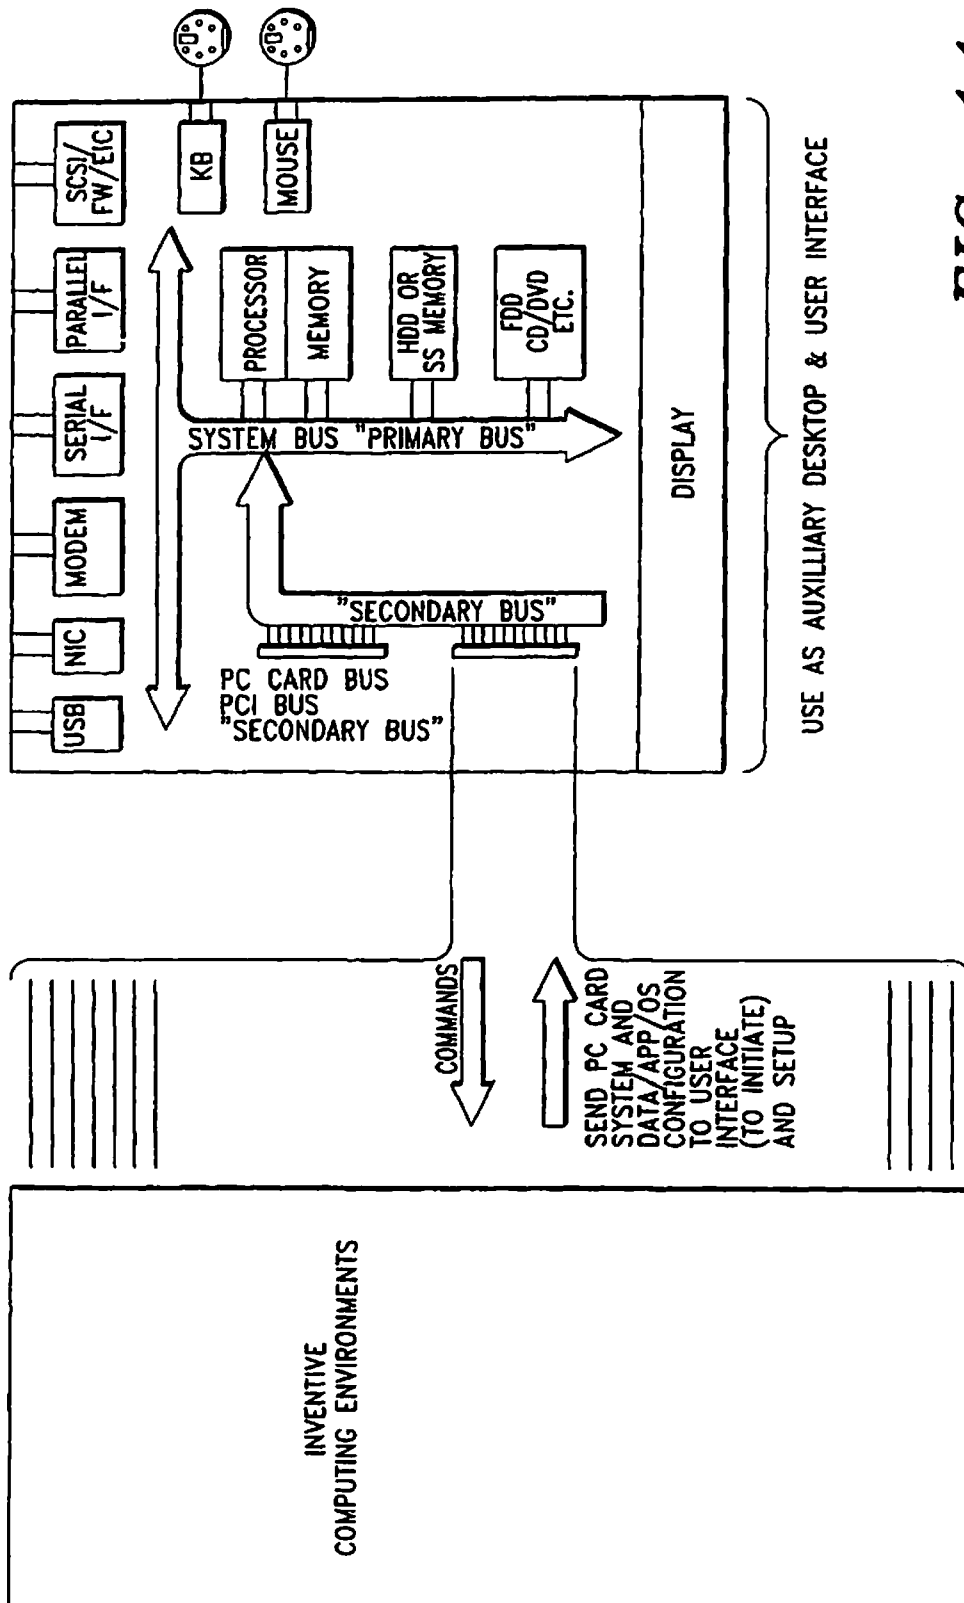 USB
NIC
MODEM
SERIAL
I/F
PARALLEL
I/F
SCSI/
FW/EIC
KB
MOUSE
PROCESSOR
MEMORY
HDD OR
SS MEMORY
FDD
CD/DVD
ETC.
SYSTEM BUS "PRIMARY BUS"
"SECONDARY BUS"
PC CARD BUS
PCI BUS
"SECONDARY BUS"
DISPLAY
USE AS AUXILLIARY DESKTOP & USER INTERFACE
COMMANDS
SEND PC CARD
SYSTEM AND
DATA/APP/OS
CONFIGURATION
TO USER
INTERFACE
(TO INITIATE)
AND SETUP
INVENTIVE
COMPUTING ENVIRONMENTS